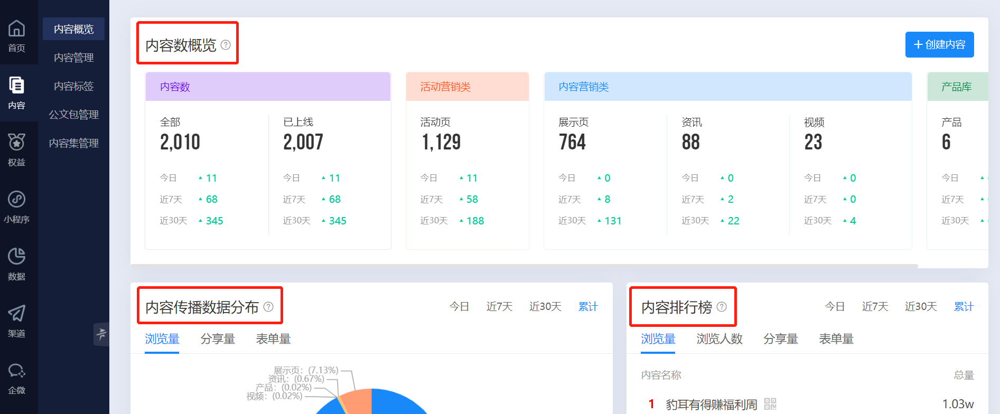 首页
内容
权益
小程序
数据
渠道
企微
内容概览
内容管理
内容标签
公文包管理
内容集管理
内容数概览 ?
+ 创建内容
内容数
全部
2,010
今日 11
近7天 68
近30天 345
已上线
2,007
今日 11
近7天 68
近30天 345
活动营销类
活动页
1,129
今日 11
近7天 58
近30天 188
内容营销类
展示页
764
今日 0
近7天 8
近30天 131
资讯
88
今日 0
近7天 2
近30天 22
视频
23
今日 0
近7天 0
近30天 4
产品库
产品
6
今日
近7天
近30天
内容传播数据分布 ?
今日 近7天 近30天 累计
浏览量 分享量 表单量
展示页: (7.13%)
资讯: (0.67%)
产品: (0.02%)
视频: (0.02%)
内容排行榜 ?
今日 近7天 近30天 累计
浏览量 浏览人数 分享量 表单量
内容名称 总量
1 豹耳有得赚福利周 1.03w